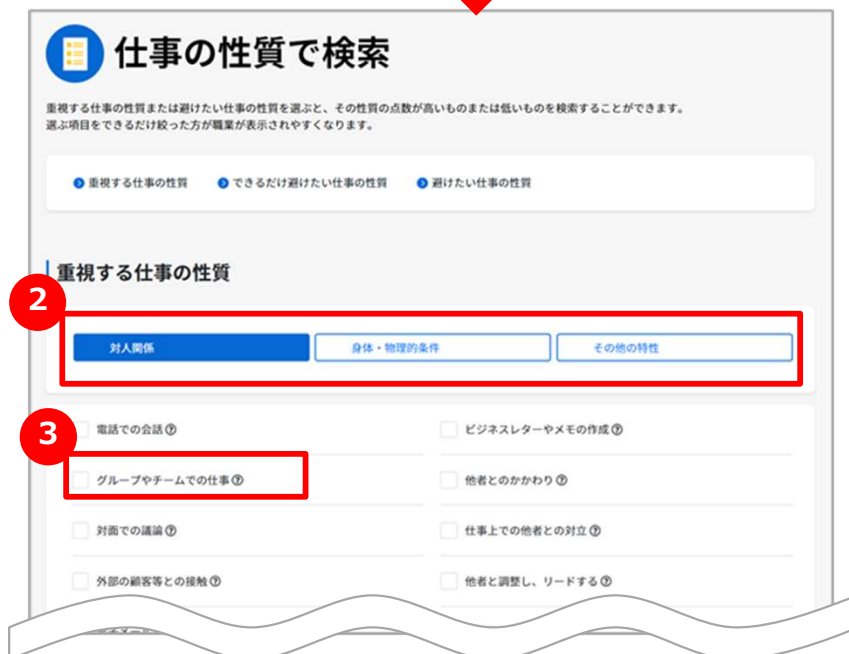 仕事の性質で検索
重視する仕事の性質または避けたい仕事の性質を選ぶと、その性質の点数が高いものまたは低いものを検索することができます。
選ぶ項目をできるだけ絞った方が職業が表示されやすくなります。
重視する仕事の性質 できるだけ避けたい仕事の性質 避けたい仕事の性質
重視する仕事の性質
2
対人関係 身体・物理的条件 その他の特性
3
電話での会話? ビジネスレターやメモの作成?
グループやチームでの仕事? 他者とのかかわり?
対面での議論? 仕事上での他者との対立?
外部の顧客等との接触? 他者と調整し、リードする?